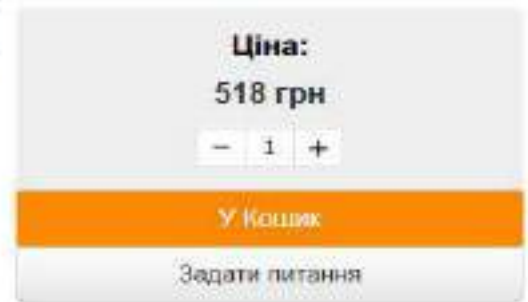 Ціна:
518 грн
− 1 +
У Кошик
Задати питання